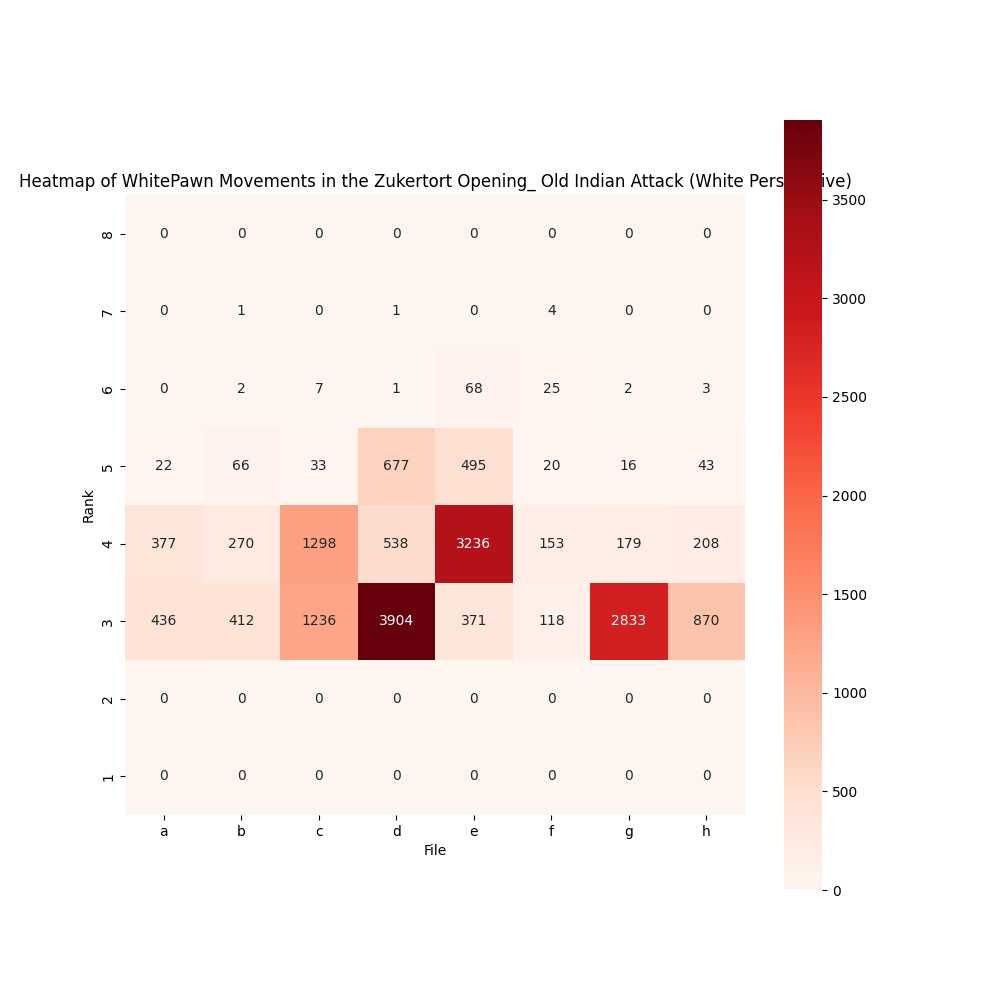 Heatmap of WhitePawn Movements in the Zukertort Opening_ Old Indian Attack (White Pers ive)
3500
3000
2500
2000
1500
1000
500
0
Rank
8 0 0 0 0 0 0 0 0
7 0 1 0 1 0 4 0 0
6 0 2 7 1 68 25 2 3
5 22 66 33 677 495 20 16 43
4 377 270 1298 538 3236 153 179 208
3 436 412 1236 3904 371 118 2833 870
2 0 0 0 0 0 0 0 0
1 0 0 0 0 0 0 0 0
a b c d e f g h
File